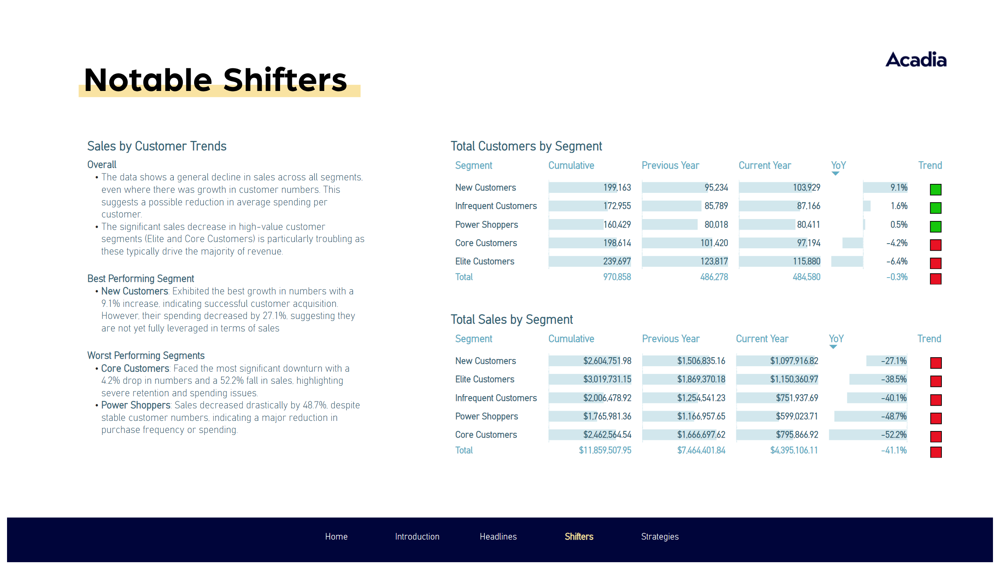 Acadia
Notable Shifters
Sales by Customer Trends
Overall
• The data shows a general decline in sales across all segments,
even where there was growth in customer numbers. This
suggests a possible reduction in average spending per
customer.
• The significant sales decrease in high-value customer
segments (Elite and Core Customers) is particularly troubling as
these typically drive the majority of revenue.
Best Performing Segment
• New Customers: Exhibited the best growth in numbers with a
9.1% increase, indicating successful customer acquisition.
However, their spending decreased by 27.1%, suggesting they
are not yet fully leveraged in terms of sales
Worst Performing Segments
• Core Customers: Faced the most significant downturn with a
4.2% drop in numbers and a 52.2% fall in sales, highlighting
severe retention and spending issues.
• Power Shoppers: Sales decreased drastically by 48.7%, despite
stable customer numbers, indicating a major reduction in
purchase frequency or spending.
Total Customers by Segment
Segment Cumulative Previous Year Current Year YoY Trend
New Customers 199,163 95,234 103,929 9.1%
Infrequent Customers 172,955 85,789 87,166 1.6%
Power Shoppers 160,429 80,018 80,411 0.5%
Core Customers 198,614 101,420 97,194 -4.2%
Elite Customers 239,697 123,817 115,880 -6.4%
Total 970,858 486,278 484,580 -0.3%
Total Sales by Segment
Segment Cumulative Previous Year Current Year YoY Trend
New Customers $2,604,751.98 $1,506,835.16 $1,097,916.82 -27.1%
Elite Customers $3,019,731.15 $1,869,370.18 $1,150,360.97 -38.5%
Infrequent Customers $2,006,478.92 $1,254,541.23 $751,937.69 -40.1%
Power Shoppers $1,765,981.36 $1,166,957.65 $599,023.71 -48.7%
Core Customers $2,462,564.54 $1,666,697.62 $795,866.92 -52.2%
Total $11,859,507.95 $7,464,401.84 $4,395,106.11 -41.1%
Home Introduction Headlines Shifters Strategies